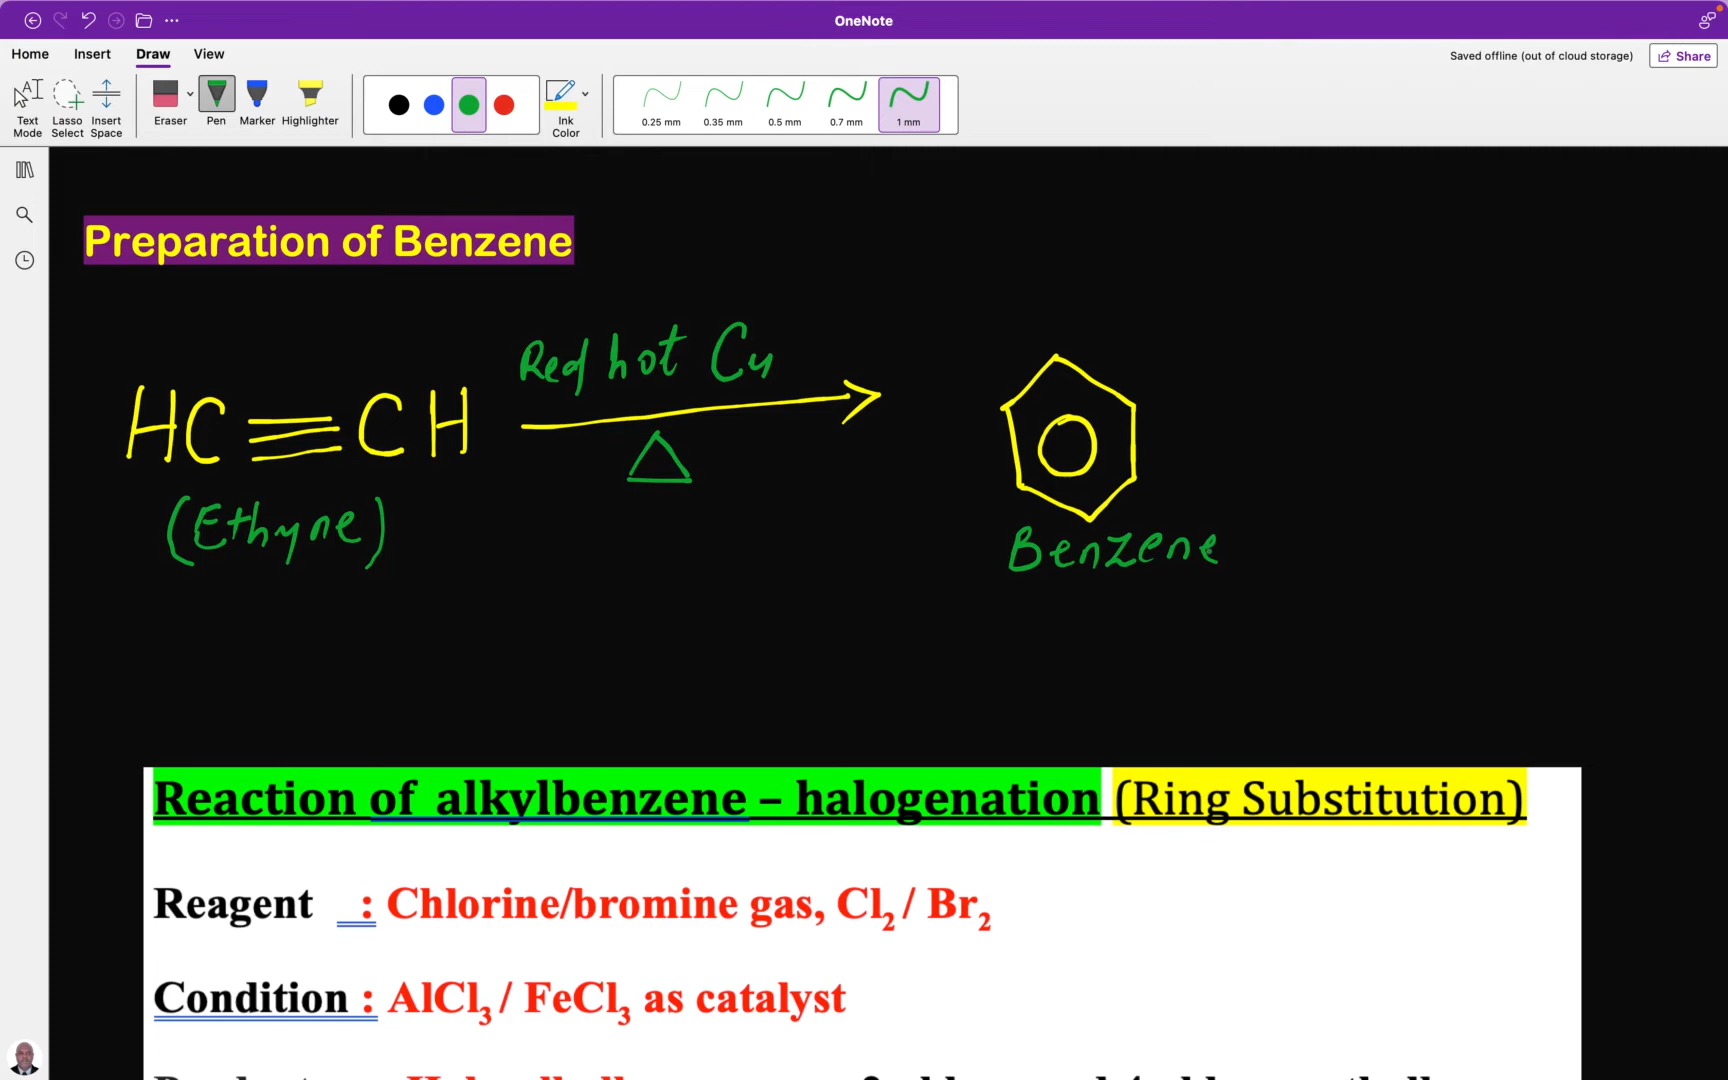 OneNote
Home Insert Draw View
Saved offline (out of cloud storage) Share
Text Mode
Lasso Select
Insert Space
Eraser
Pen
Marker
Highlighter
Ink Color
0.25 mm
0.35 mm
0.5 mm
0.7 mm
1 mm
Preparation of Benzene
Red hot Cu
HC≡CH
Δ
(Ethyne)
Benzene
Reaction of alkylbenzene – halogenation (Ring Substitution)
Reagent : Chlorine/bromine gas, Cl₂ / Br₂
Condition : AlCl₃ / FeCl₃ as catalyst